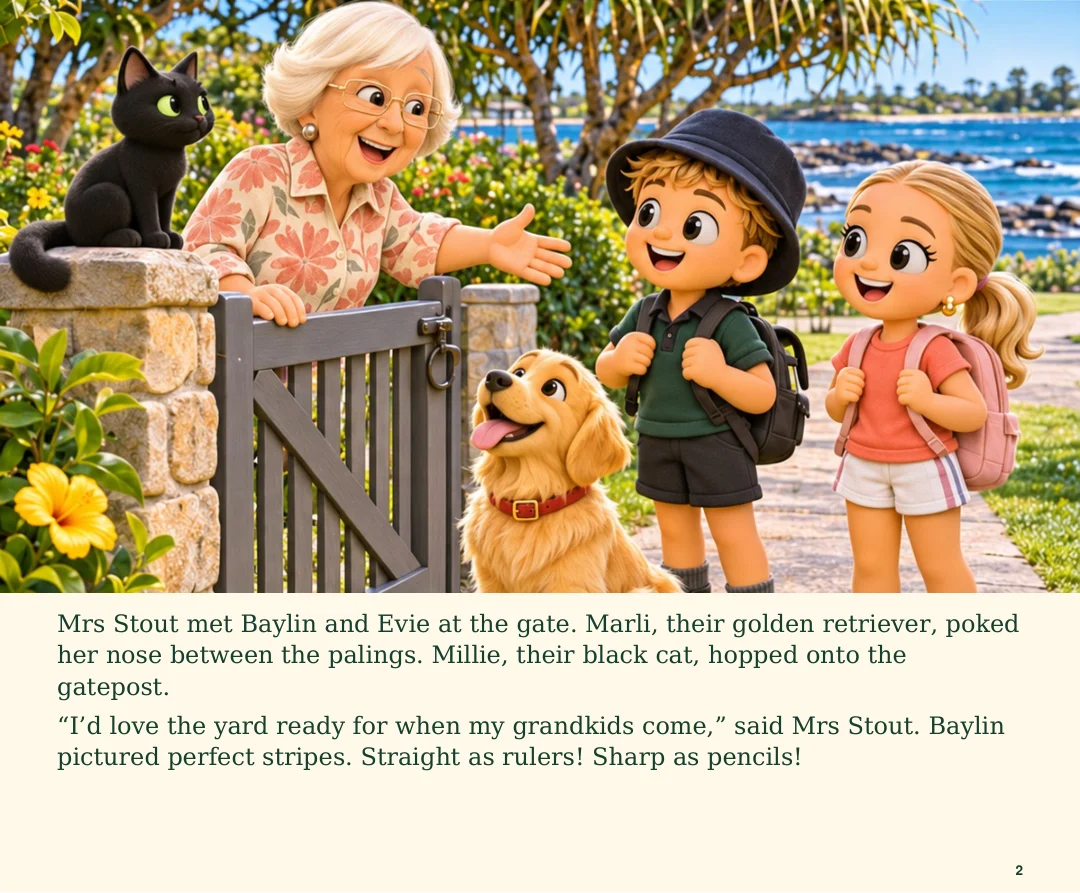 Mrs Stout met Baylin and Evie at the gate. Marli, their golden retriever, poked
her nose between the palings. Millie, their black cat, hopped onto the
gatepost.
“I’d love the yard ready for when my grandkids come,” said Mrs Stout. Baylin
pictured perfect stripes. Straight as rulers! Sharp as pencils!
2